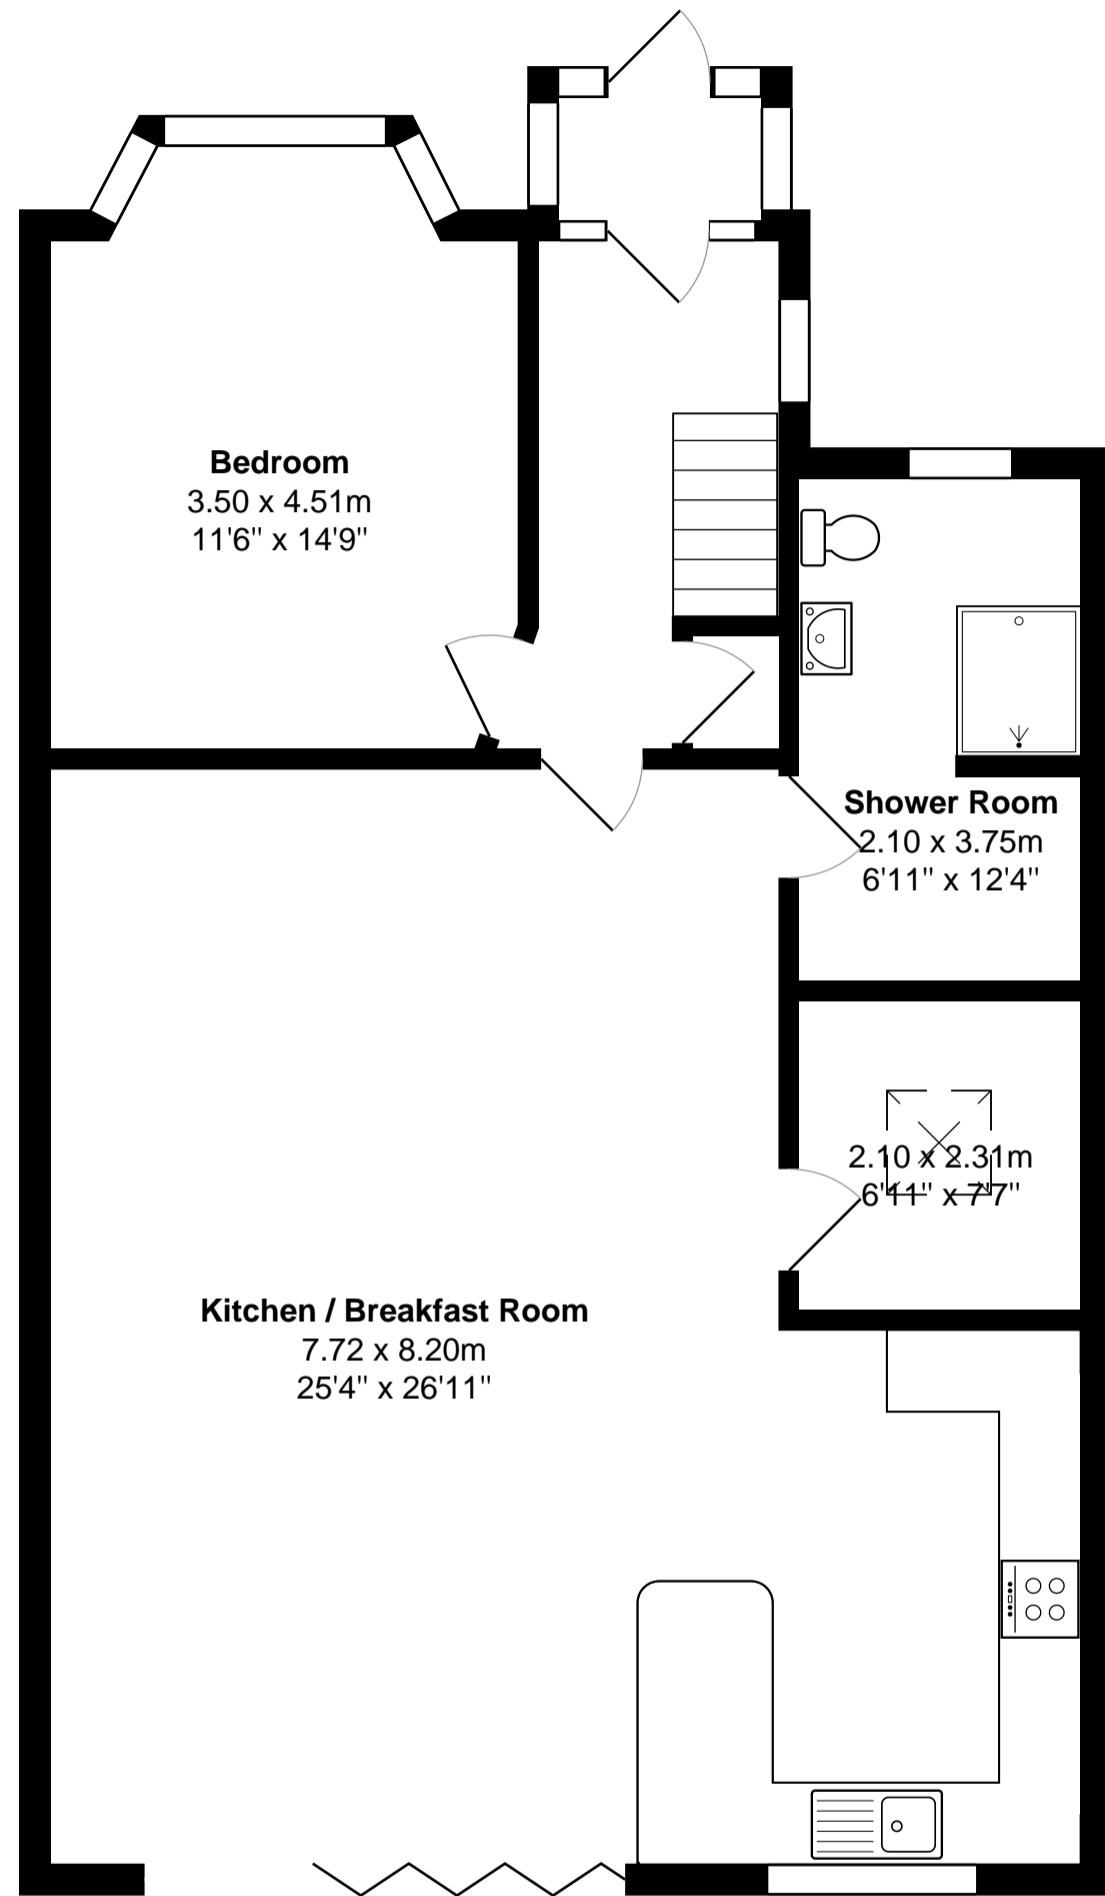 Bedroom
3.50 x 4.51m
11'6" x 14'9"
Shower Room
2.10 x 3.75m
6'11" x 12'4"
2.10 x 2.31m
6'11" x 7'7"
Kitchen / Breakfast Room
7.72 x 8.20m
25'4" x 26'11"